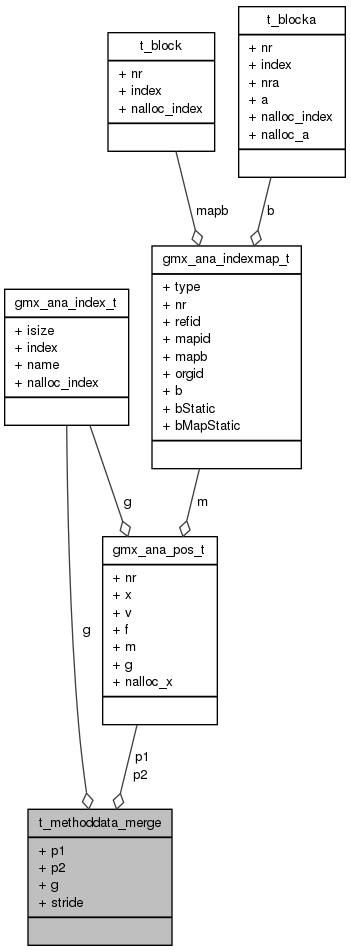 t_block
+ nr
+ index
+ nalloc_index
t_blocka
+ nr
+ index
+ nra
+ a
+ nalloc_index
+ nalloc_a
mapb
b
gmx_ana_indexmap_t
+ type
+ nr
+ refid
+ mapid
+ mapb
+ orgid
+ b
+ bStatic
+ bMapStatic
gmx_ana_index_t
+ isize
+ index
+ name
+ nalloc_index
g
m
gmx_ana_pos_t
+ nr
+ x
+ v
+ f
+ m
+ g
+ nalloc_x
g
p1
p2
t_methoddata_merge
+ p1
+ p2
+ g
+ stride